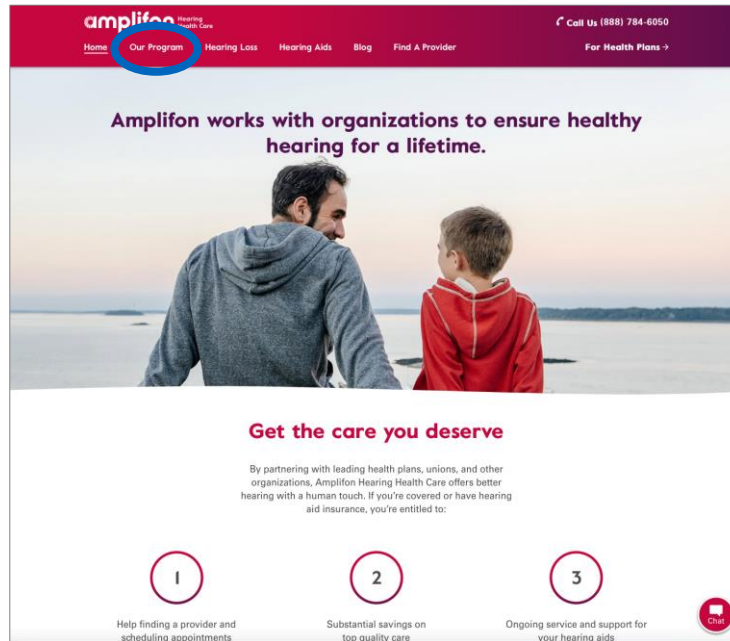 amplifon Hearing
Health Care
Call Us (888) 784-6050
Home Our Program Hearing Loss Hearing Aids Blog Find A Provider For Health Plans →
Amplifon works with organizations to ensure healthy
hearing for a lifetime.
Get the care you deserve
By partnering with leading health plans, unions, and other
organizations, Amplifon Hearing Health Care offers better
hearing with a human touch. If you're covered or have hearing
aid insurance, you're entitled to:
1 2 3
Help finding a provider and
scheduling appointments
Substantial savings on
top quality care
Ongoing service and support for
your hearing aids
Chat